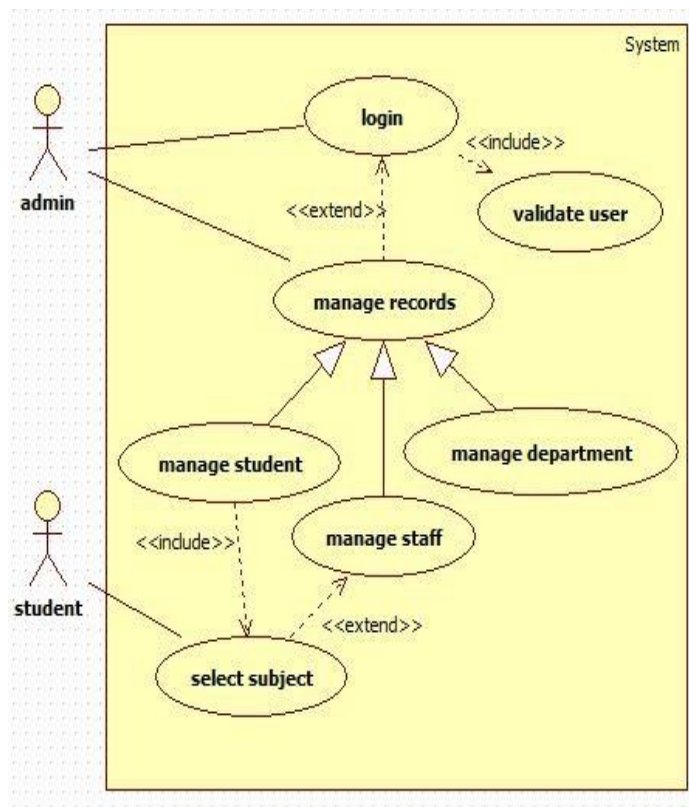 System
login
<<include>>
admin
<<extend>>
validate user
manage records
manage department
manage student
manage staff
<<include>>
student
<<extend>>
select subject